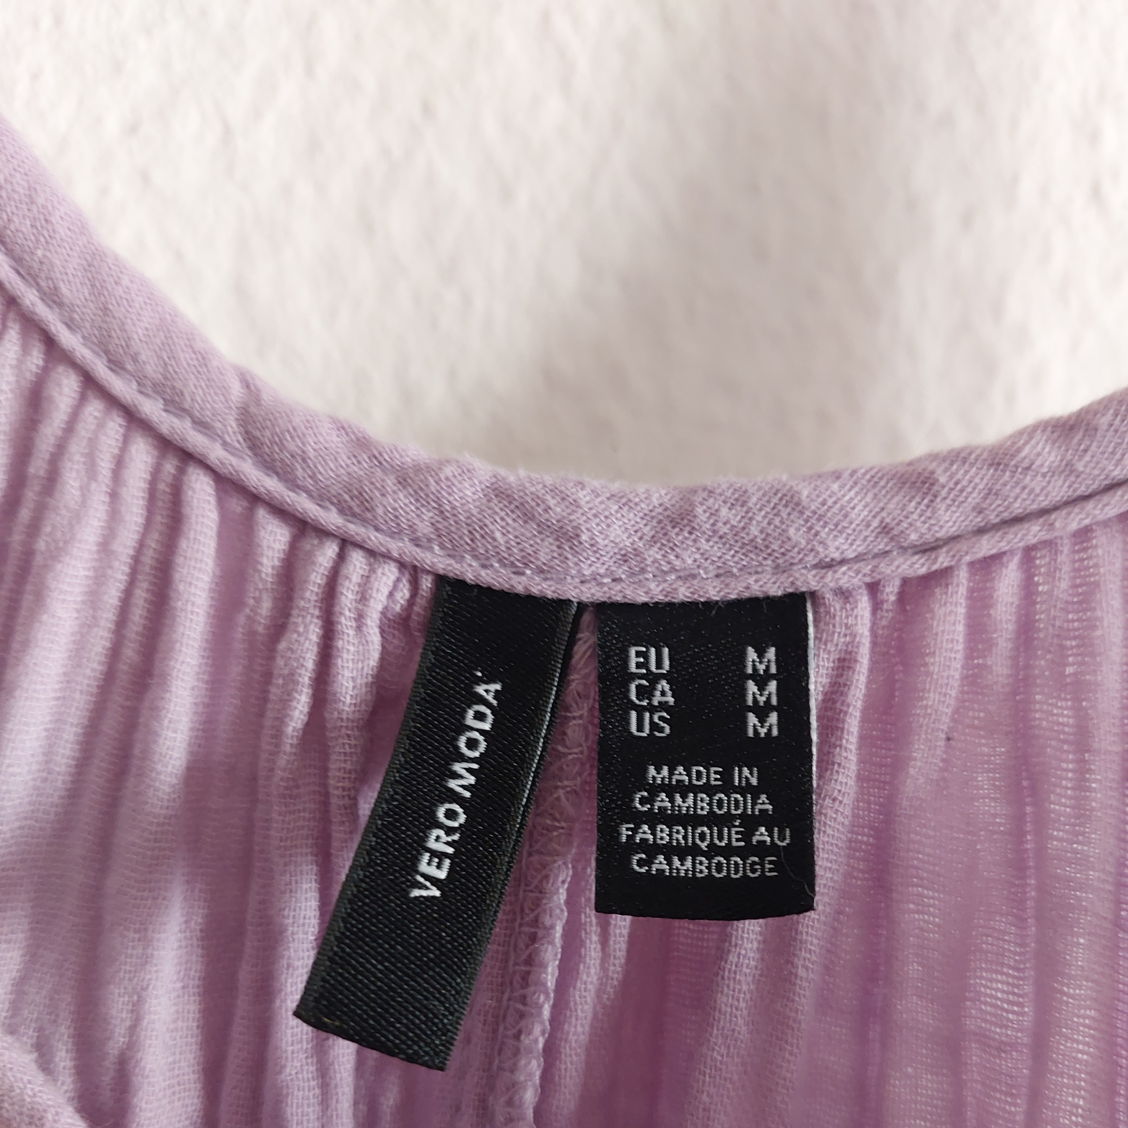 VERO MODA
EU M
CA M
US M
MADE IN
CAMBODIA
FABRIQUÉ AU
CAMBODGE